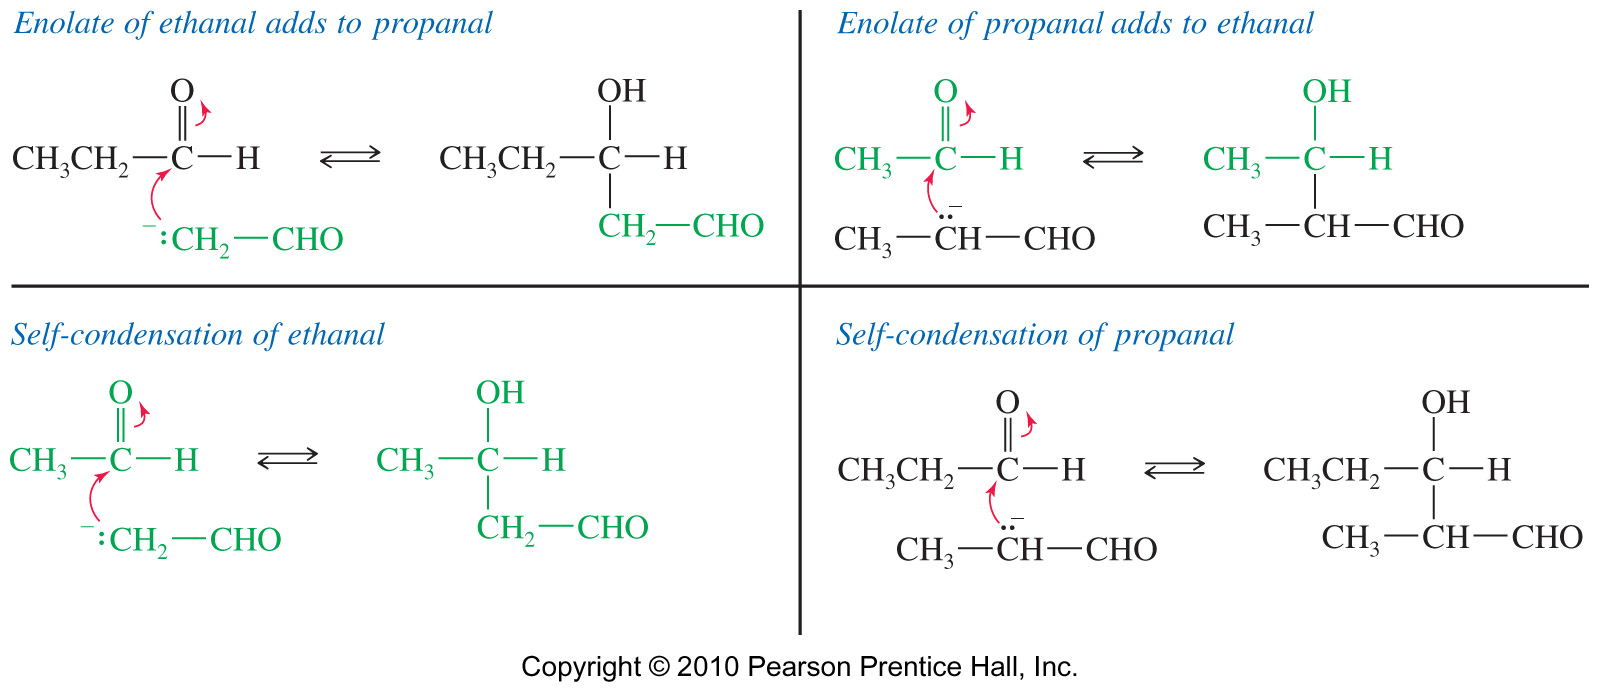 Enolate of ethanal adds to propanal
O
CH₃CH₂—C—H ⇌
⁻:CH₂—CHO
OH
CH₃CH₂—C—H
CH₂—CHO
Enolate of propanal adds to ethanal
O
CH₃—C—H ⇌
CH₃—C̈H⁻—CHO
OH
CH₃—C—H
CH₃—CH—CHO
Self-condensation of ethanal
O
CH₃—C—H ⇌
⁻:CH₂—CHO
OH
CH₃—C—H
CH₂—CHO
Self-condensation of propanal
O
CH₃CH₂—C—H ⇌
CH₃—C̈H⁻—CHO
OH
CH₃CH₂—C—H
CH₃—CH—CHO
Copyright © 2010 Pearson Prentice Hall, Inc.